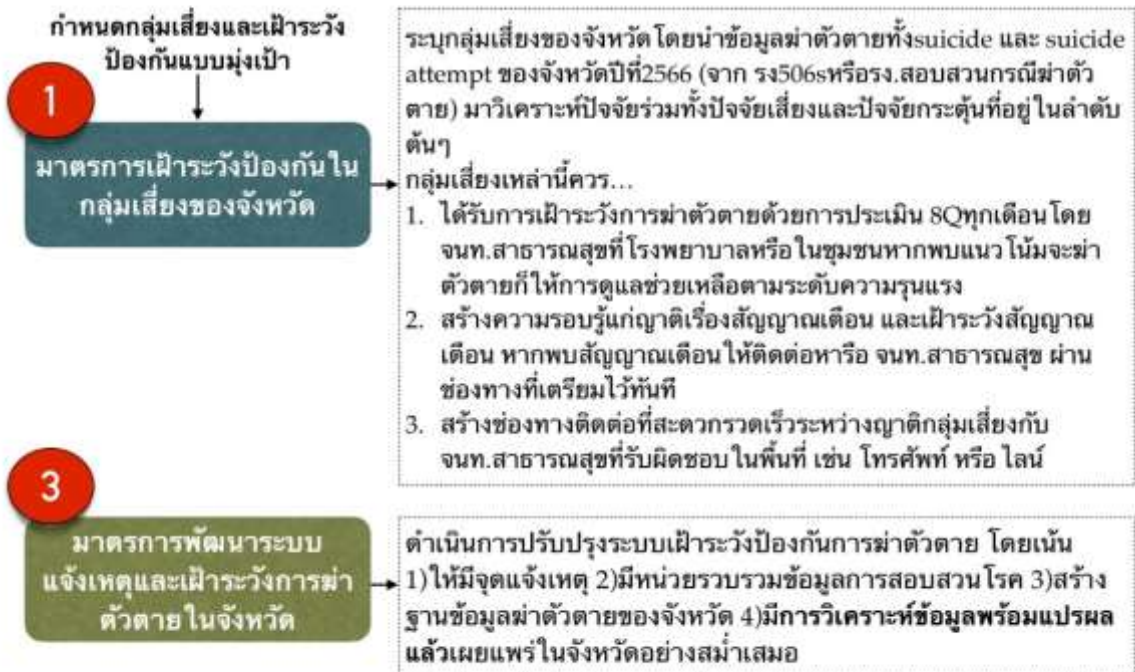 กำหนดกลุ่มเสี่ยงและเฝ้าระวัง
ป้องกันแบบมุ่งเป้า
1
มาตรการเฝ้าระวังป้องกันใน
กลุ่มเสี่ยงของจังหวัด
ระบุกลุ่มเสี่ยงของจังหวัดโดยนำข้อมูลฆ่าตัวตายทั้งsuicide และ suicide
attempt ของจังหวัดปีที่2566 (จาก รง506sหรือรง.สอบสวนกรณีฆ่าตัว
ตาย) มาวิเคราะห์ปัจจัยร่วมทั้งปัจจัยเสี่ยงและปัจจัยกระตุ้นที่อยู่ในลำดับ
ต้นๆ
กลุ่มเสี่ยงเหล่านี้ควร...
1. ได้รับการเฝ้าระวังการฆ่าตัวตายด้วยการประเมิน 8Qทุกเดือนโดย
จนท.สาธารณสุขที่โรงพยาบาลหรือในชุมชนหากพบแนวโน้มจะฆ่า
ตัวตายก็ให้การดูแลช่วยเหลือตามระดับความรุนแรง
2. สร้างความรอบรู้แก่ญาติเรื่องสัญญาณเตือน และเฝ้าระวังสัญญาณ
เตือน หากพบสัญญาณเตือนให้ติดต่อหารือ จนท.สาธารณสุข ผ่าน
ช่องทางที่เตรียมไว้ทันที
3. สร้างช่องทางติดต่อที่สะดวกรวดเร็วระหว่างญาติกลุ่มเสี่ยงกับ
จนท.สาธารณสุขที่รับผิดชอบในพื้นที่ เช่น โทรศัพท์ หรือ ไลน์
3
มาตรการพัฒนาระบบ
แจ้งเหตุและเฝ้าระวังการฆ่า
ตัวตายในจังหวัด
ดำเนินการปรับปรุงระบบเฝ้าระวังป้องกันการฆ่าตัวตาย โดยเน้น
1)ให้มีจุดแจ้งเหตุ 2)มีหน่วยรวบรวมข้อมูลการสอบสวนโรค 3)สร้าง
ฐานข้อมูลฆ่าตัวตายของจังหวัด 4)มีการวิเคราะห์ข้อมูลพร้อมแปรผล
แล้วเผยแพร่ในจังหวัดอย่างสม่ำเสมอ